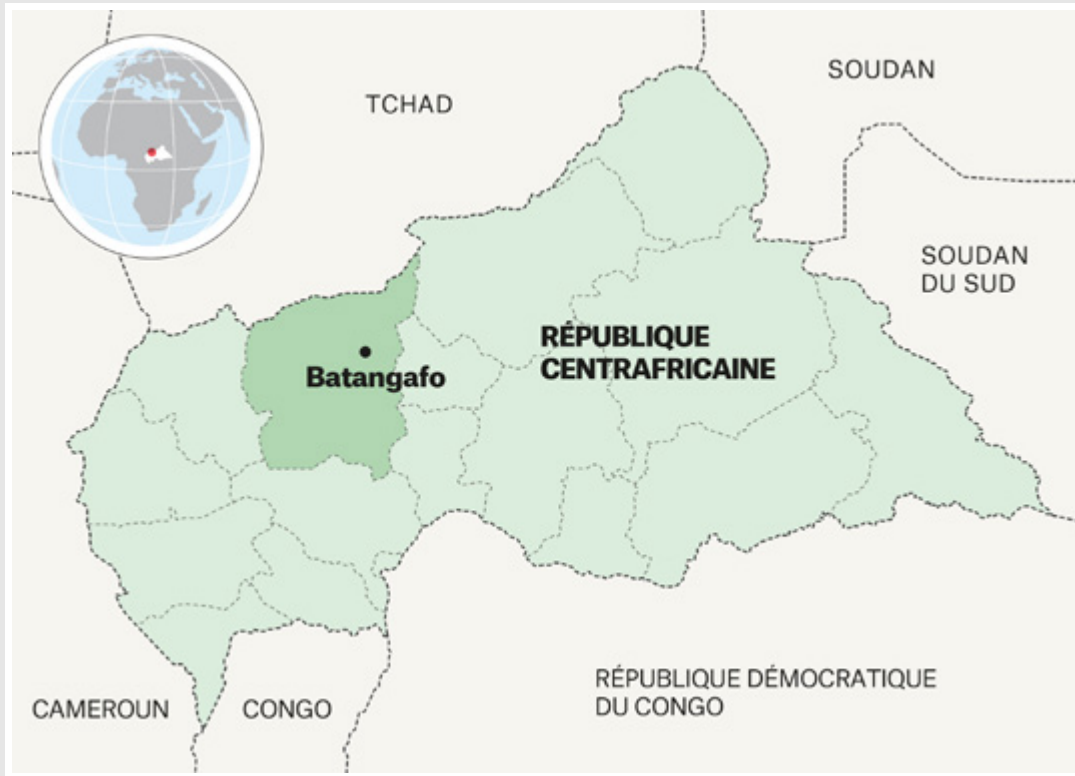 TCHAD
SOUDAN
SOUDAN
DU SUD
RÉPUBLIQUE
CENTRAFRICAINE
Batangafo
CAMEROUN
CONGO
RÉPUBLIQUE DÉMOCRATIQUE
DU CONGO